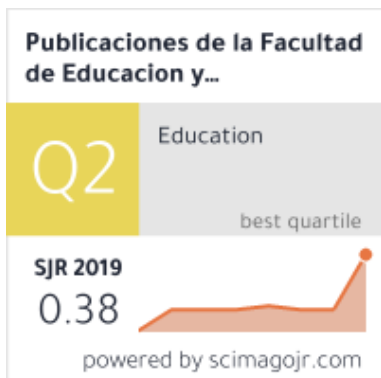 Publicaciones de la Facultad
de Educacion y…
Q2
Education
best quartile
SJR 2019
0.38
powered by scimagojr.com